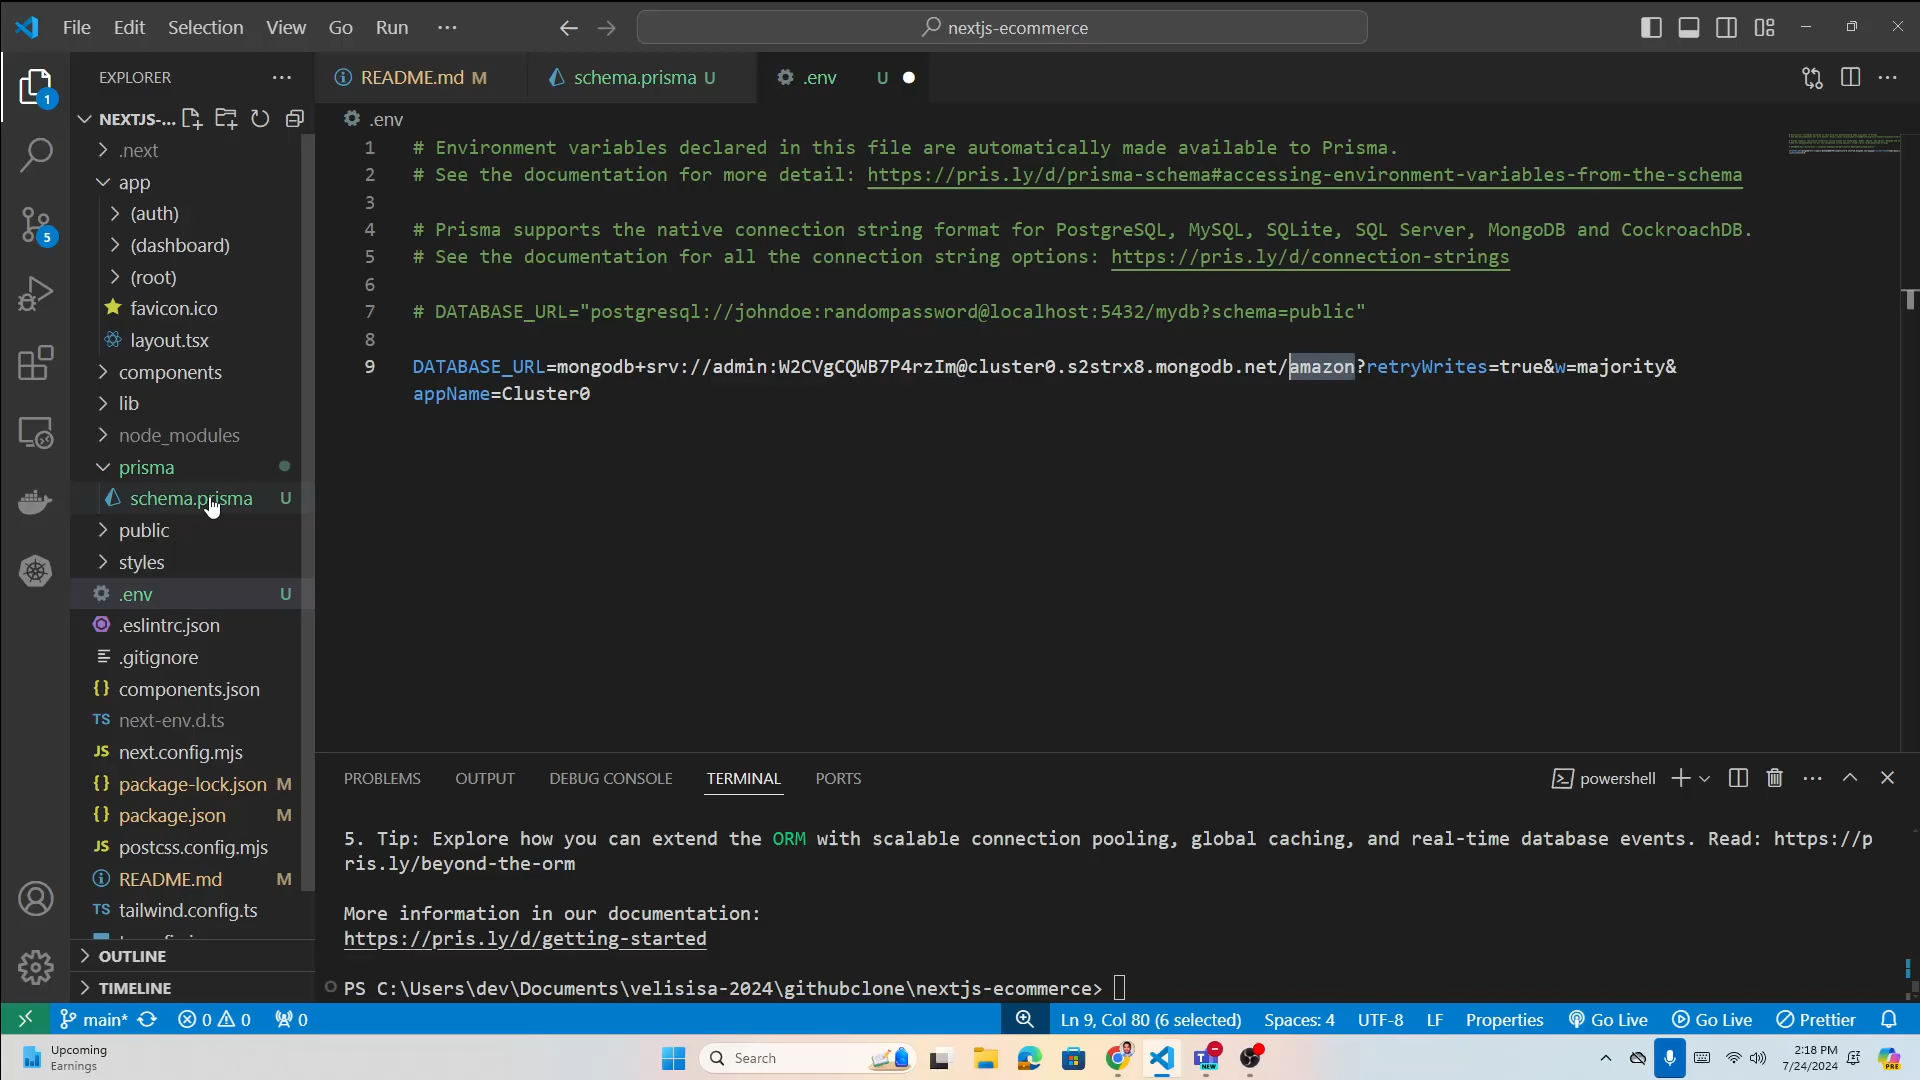 File Edit Selection View Go Run ···
nextjs-ecommerce
EXPLORER
README.md M
schema.prisma U
.env U
1
NEXTJS-...
.env
.next
app
(auth)
(dashboard)
(root)
favicon.ico
layout.tsx
components
lib
node_modules
prisma
schema.prisma U
public
styles
.env U
.eslintrc.json
.gitignore
components.json
next-env.d.ts
next.config.mjs
package-lock.json M
package.json M
postcss.config.mjs
README.md M
tailwind.config.ts
OUTLINE
TIMELINE
5
1 # Environment variables declared in this file are automatically made available to Prisma.
2 # See the documentation for more detail: https://pris.ly/d/prisma-schema#accessing-environment-variables-from-the-schema
3
4 # Prisma supports the native connection string format for PostgreSQL, MySQL, SQLite, SQL Server, MongoDB and CockroachDB.
5 # See the documentation for all the connection string options: https://pris.ly/d/connection-strings
6
7 # DATABASE_URL="postgresql://johndoe:randompassword@localhost:5432/mydb?schema=public"
8
9 DATABASE_URL=mongodb+srv://admin:W2CVgCQWB7P4rzIm@cluster0.s2strx8.mongodb.net/amazon?retryWrites=true&w=majority&
appName=Cluster0
PROBLEMS OUTPUT DEBUG CONSOLE TERMINAL PORTS
powershell
5. Tip: Explore how you can extend the ORM with scalable connection pooling, global caching, and real-time database events. Read: https://p
ris.ly/beyond-the-orm
More information in our documentation:
https://pris.ly/d/getting-started
PS C:\Users\dev\Documents\velisisa-2024\githubclone\nextjs-ecommerce>
main* 0 0 0
Ln 9, Col 80 (6 selected) Spaces: 4 UTF-8 LF Properties Go Live Go Live Prettier
Upcoming
Earnings
Search
NEW
2:18 PM
7/24/2024
PRE